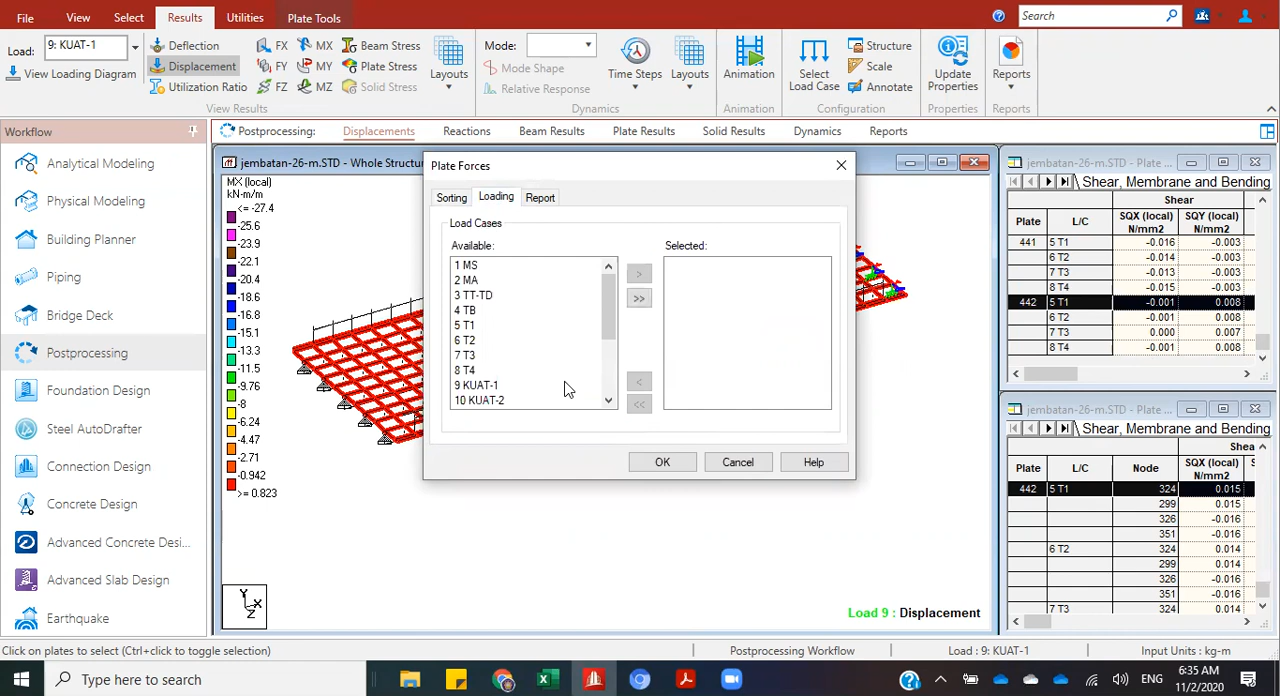 File View Select Results Utilities Plate Tools Search
Load: 9: KUAT-1
View Loading Diagram
Deflection
Displacement
Utilization Ratio
FX MX Beam Stress
FY MY Plate Stress
FZ MZ Solid Stress
Layouts
View Results
Mode:
Mode Shape
Relative Response
Time Steps
Layouts
Dynamics
Animation
Animation
Select Load Case
Structure
Scale
Annotate
Configuration
Update Properties
Properties
Reports
Reports
Workflow
Analytical Modeling
Physical Modeling
Building Planner
Piping
Bridge Deck
Postprocessing
Foundation Design
Steel AutoDrafter
Connection Design
Concrete Design
Advanced Concrete Desi...
Advanced Slab Design
Earthquake
Postprocessing: Displacements Reactions Beam Results Plate Results Solid Results Dynamics Reports
jembatan-26-m.STD - Whole Structur
MX (local)
kN-m/m
<= -27.4
-25.6
-23.9
-22.1
-20.4
-18.6
-16.8
-15.1
-13.3
-11.5
-9.76
-8
-6.24
-4.47
-2.71
-0.942
>= 0.823
Y
X
Z
Load 9 : Displacement
Plate Forces
Sorting Loading Report
Load Cases
Available: Selected:
1 MS
2 MA
3 TT-TD
4 TB
5 T1
6 T2
7 T3
8 T4
9 KUAT-1
10 KUAT-2
>
>>
<
<<
OK Cancel Help
jembatan-26-m.STD - Plate ...
Shear, Membrane and Bending
Shear
Plate L/C SQX (local) N/mm2 SQY (local) N/mm2
441 5 T1 -0.016 -0.003
6 T2 -0.014 -0.003
7 T3 -0.013 -0.003
8 T4 -0.015 -0.003
442 5 T1 -0.001 0.008
6 T2 -0.001 0.008
7 T3 0.000 0.007
8 T4 -0.001 0.008
jembatan-26-m.STD - Plate ...
Shear, Membrane and Bending
Shea
Plate L/C Node SQX (local) N/mm2 S
442 5 T1 324 0.015
299 0.015
326 -0.016
351 -0.016
6 T2 324 0.014
299 0.014
326 -0.016
351 -0.016
7 T3 324 0.014
Click on plates to select (Ctrl+click to toggle selection) Postprocessing Workflow Load : 9: KUAT-1 Input Units : kg-m
Type here to search
ENG
6:35 AM
11/2/2020